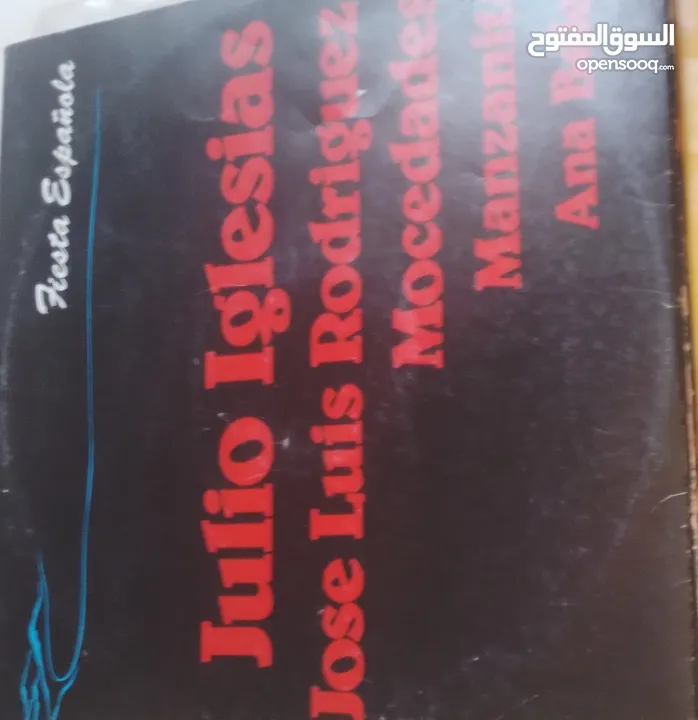 Fiesta Española
Julio Iglesias
Jose Luis Rodriguez
Mocedades
Ana
السوق المفتوح
opensooq.com